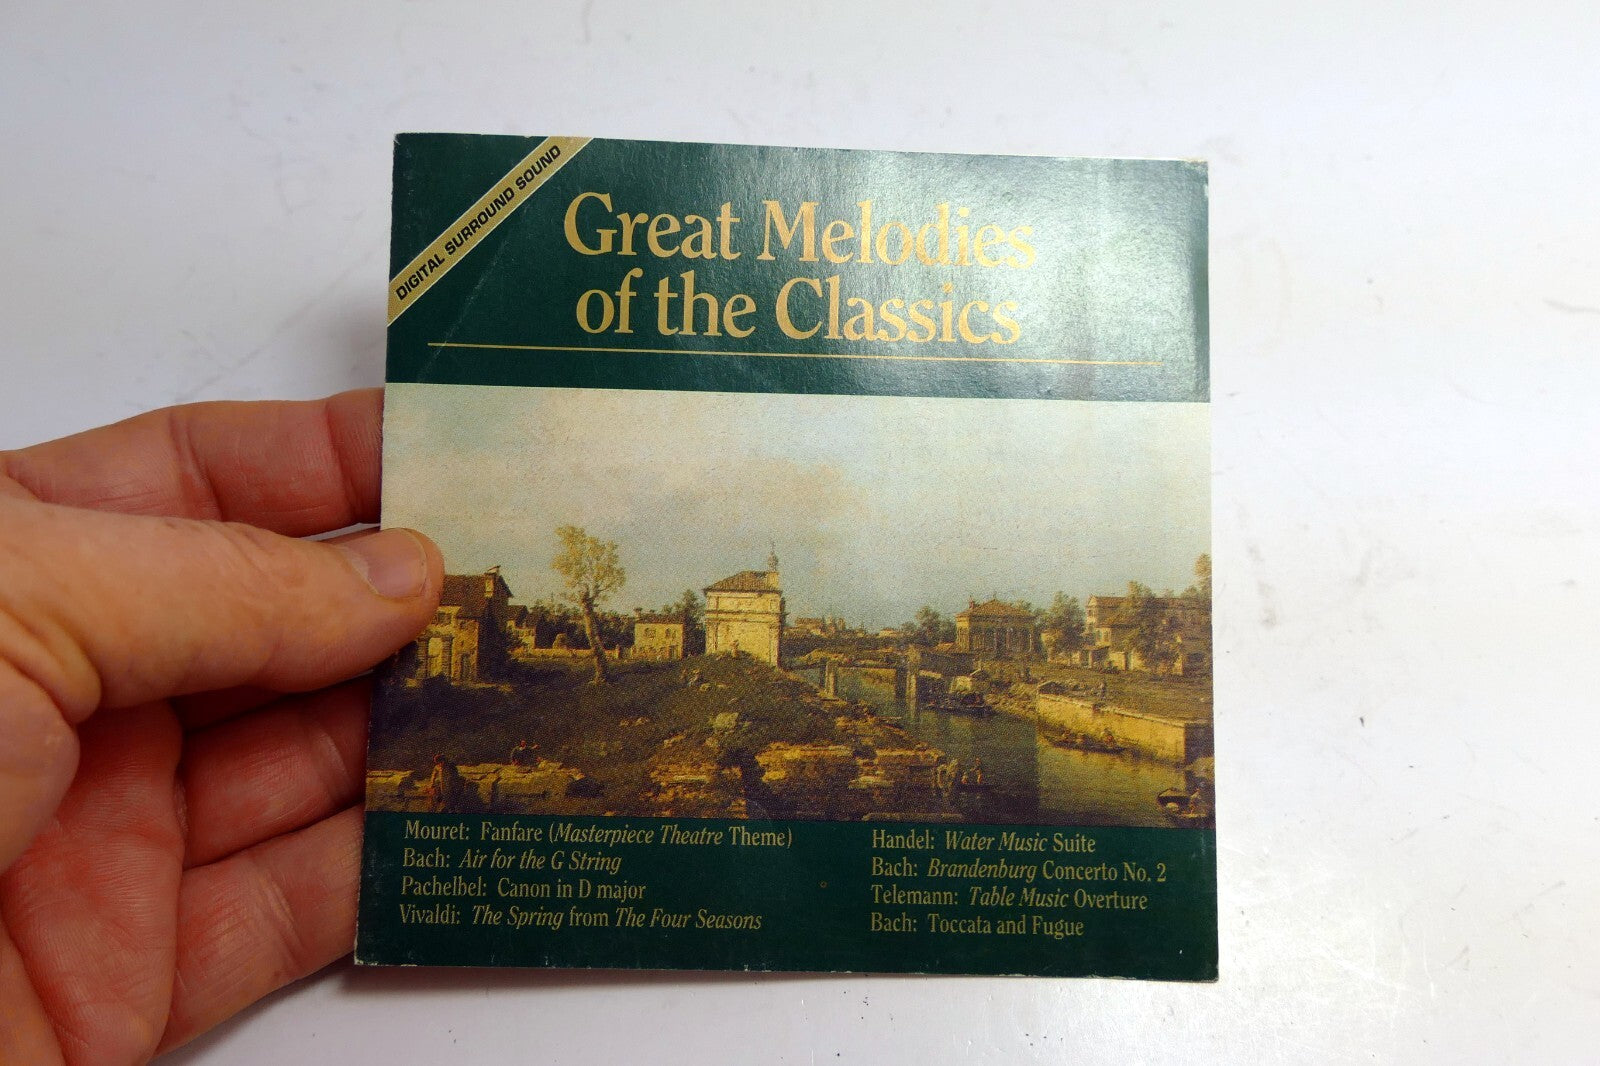 DIGITAL SURROUND SOUND
Great Melodies
of the Classics
Mouret: Fanfare (Masterpiece Theatre Theme)
Bach: Air for the G String
Pachelbel: Canon in D major
Vivaldi: The Spring from The Four Seasons
Handel: Water Music Suite
Bach: Brandenburg Concerto No. 2
Telemann: Table Music Overture
Bach: Toccata and Fugue